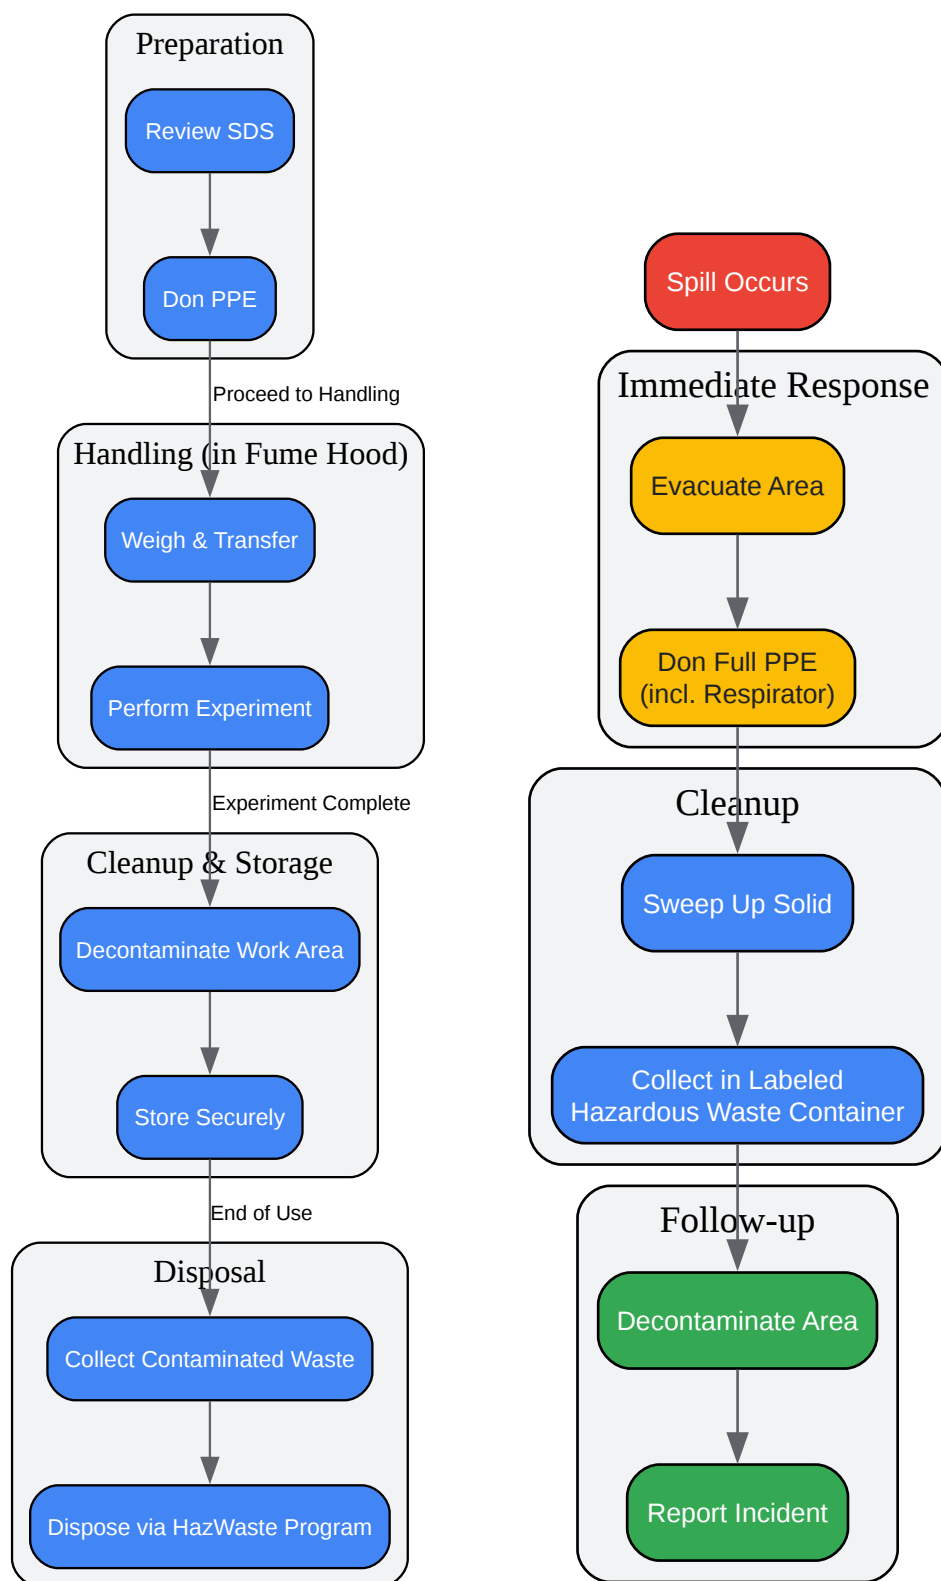 Preparation
Review SDS
Don PPE
Proceed to Handling
Handling (in Fume Hood)
Weigh & Transfer
Perform Experiment
Experiment Complete
Cleanup & Storage
Decontaminate Work Area
Store Securely
End of Use
Disposal
Collect Contaminated Waste
Dispose via HazWaste Program
Spill Occurs
Immediate Response
Evacuate Area
Don Full PPE
(incl. Respirator)
Cleanup
Sweep Up Solid
Collect in Labeled
Hazardous Waste Container
Follow-up
Decontaminate Area
Report Incident